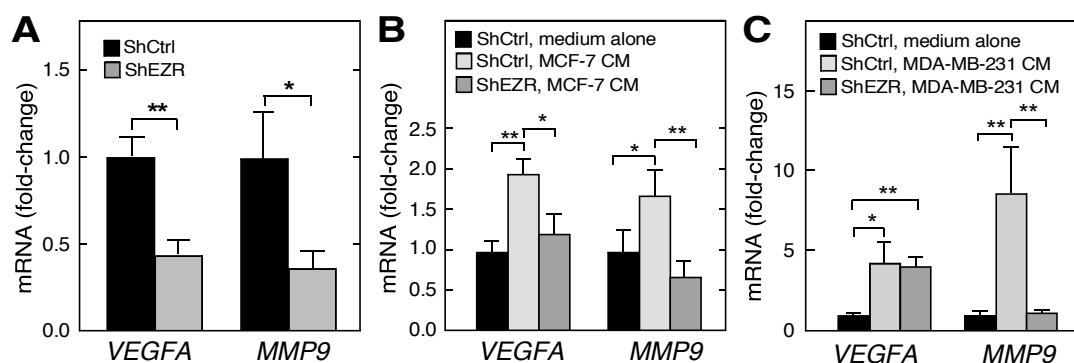 A
ShCtrl
ShEZR
mRNA (fold-change)
1.5
1.0
0.5
0.0
**
*
VEGFA
MMP9
B
ShCtrl, medium alone
ShCtrl, MCF-7 CM
ShEZR, MCF-7 CM
mRNA (fold-change)
2.5
2.0
1.5
1.0
0.5
0.0
**
*
*
**
VEGFA
MMP9
C
ShCtrl, medium alone
ShCtrl, MDA-MB-231 CM
ShEZR, MDA-MB-231 CM
mRNA (fold-change)
15
10
5
0
**
*
**
**
VEGFA
MMP9